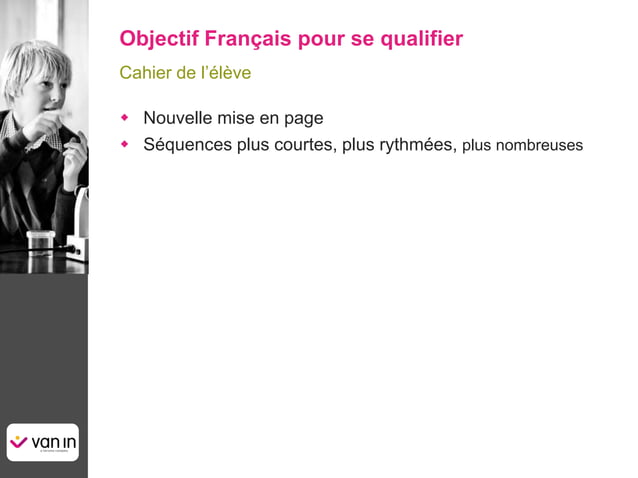 Objectif Français pour se qualifier
Cahier de l’élève
Nouvelle mise en page
Séquences plus courtes, plus rythmées, plus nombreuses
van in